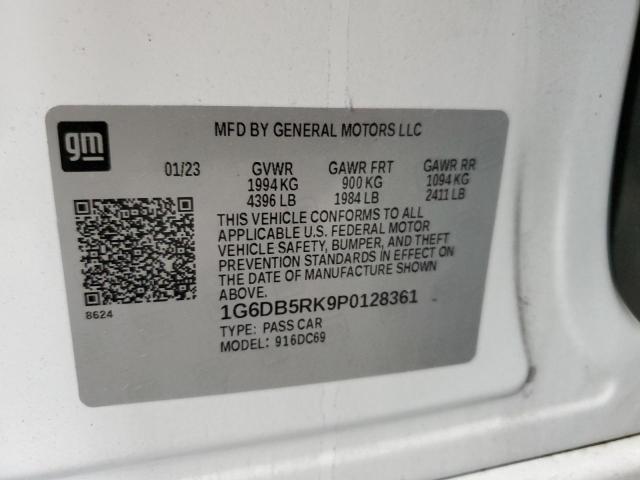 gm
MFD BY GENERAL MOTORS LLC
01/23 GVWR GAWR FRT GAWR RR
1994 KG 900 KG 1094 KG
4396 LB 1984 LB 2411 LB
THIS VEHICLE CONFORMS TO ALL
APPLICABLE U.S. FEDERAL MOTOR
VEHICLE SAFETY, BUMPER, AND THEFT
PREVENTION STANDARDS IN EFFECT ON
THE DATE OF MANUFACTURE SHOWN
ABOVE.
8624
1G6DB5RK9P0128361
TYPE: PASS CAR
MODEL: 916DC69